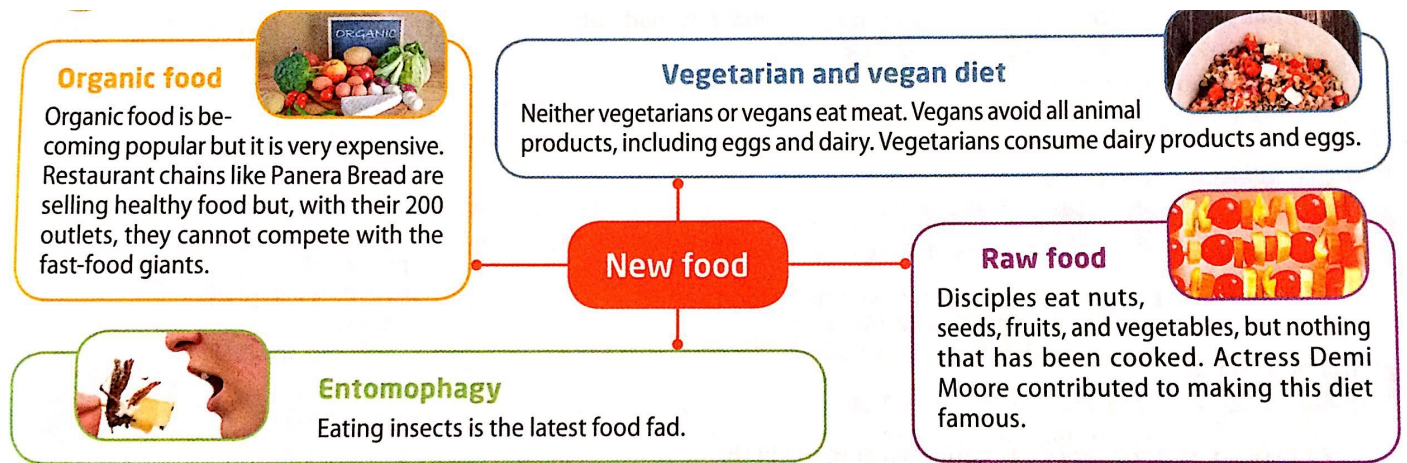 ORGANIC
Organic food
Organic food is be-
coming popular but it is very expensive.
Restaurant chains like Panera Bread are
selling healthy food but, with their 200
outlets, they cannot compete with the
fast-food giants.
Vegetarian and vegan diet
Neither vegetarians or vegans eat meat. Vegans avoid all animal
products, including eggs and dairy. Vegetarians consume dairy products and eggs.
New food
Raw food
Disciples eat nuts,
seeds, fruits, and vegetables, but nothing
that has been cooked. Actress Demi
Moore contributed to making this diet
famous.
Entomophagy
Eating insects is the latest food fad.